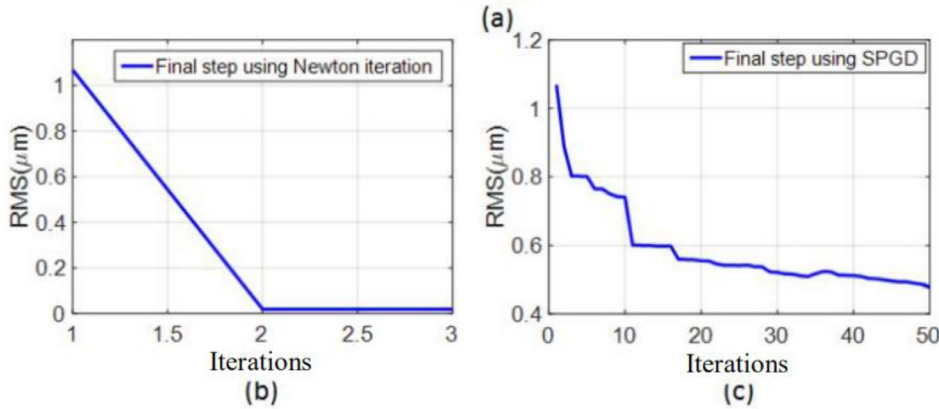 (a)
RMS(μm)
1
0.8
0.6
0.4
0.2
0
Final step using Newton iteration
1 1.5 2 2.5 3
Iterations
(b)
RMS(μm)
1.2
1
0.8
0.6
0.4
Final step using SPGD
0 10 20 30 40 50
Iterations
(c)